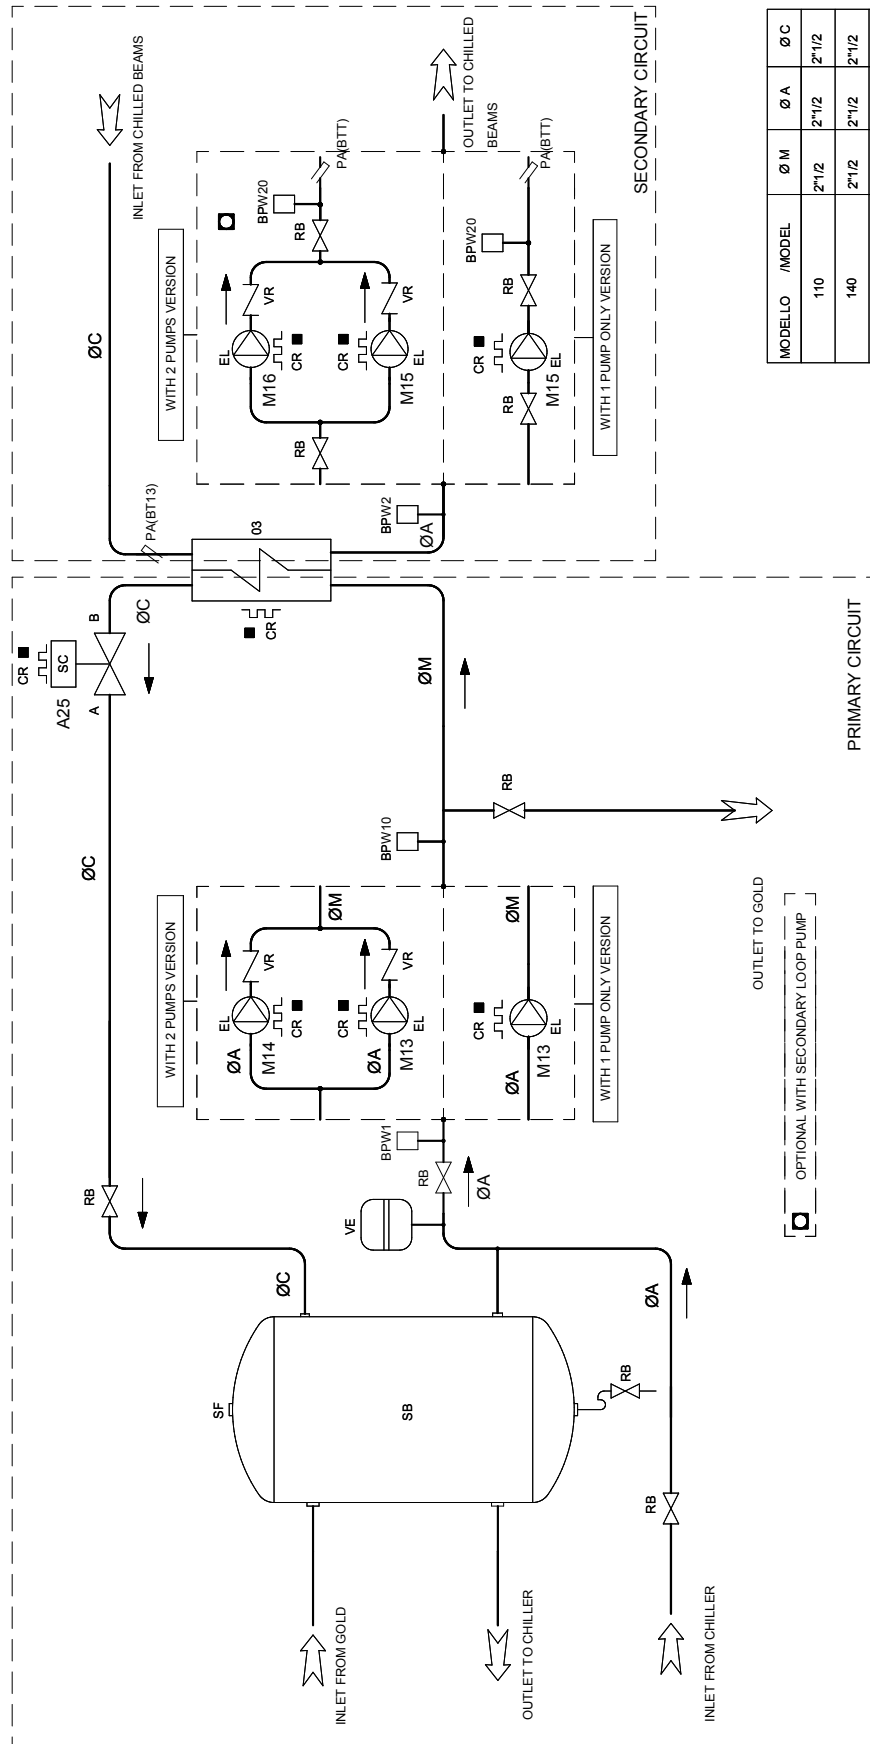 SECONDARY CIRCUIT
INLET FROM CHILLED BEAMS
OUTLET TO CHILLED
BEAMS
ØC
WITH 2 PUMPS VERSION
PA(BTT)
BPW20
RB
VR
VR
EL
CR
M16
CR
EL
M15
RB
PA(BTT)
BPW20
RB
CR
EL
M15
RB
WITH 1 PUMP ONLY VERSION
BPW2
ØA
PA(BT13)
03
CR
MODELLO /MODEL
Ø M
Ø A
Ø C
110
2"1/2
2"1/2
2"1/2
140
2"1/2
2"1/2
2"1/2
PRIMARY CIRCUIT
CR
SC
A25
B
A
ØC
ØM
RB
BPW10
ØC
WITH 2 PUMPS VERSION
ØM
VR
VR
EL
CR
M14
ØA
CR
EL
M13
ØA
ØM
CR
EL
M13
ØA
WITH 1 PUMP ONLY VERSION
OUTLET TO GOLD
OPTIONAL WITH SECONDARY LOOP PUMP
BPW1
RB
ØA
VE
RB
ØC
ØA
SF
SB
RB
RB
INLET FROM GOLD
OUTLET TO CHILLER
INLET FROM CHILLER